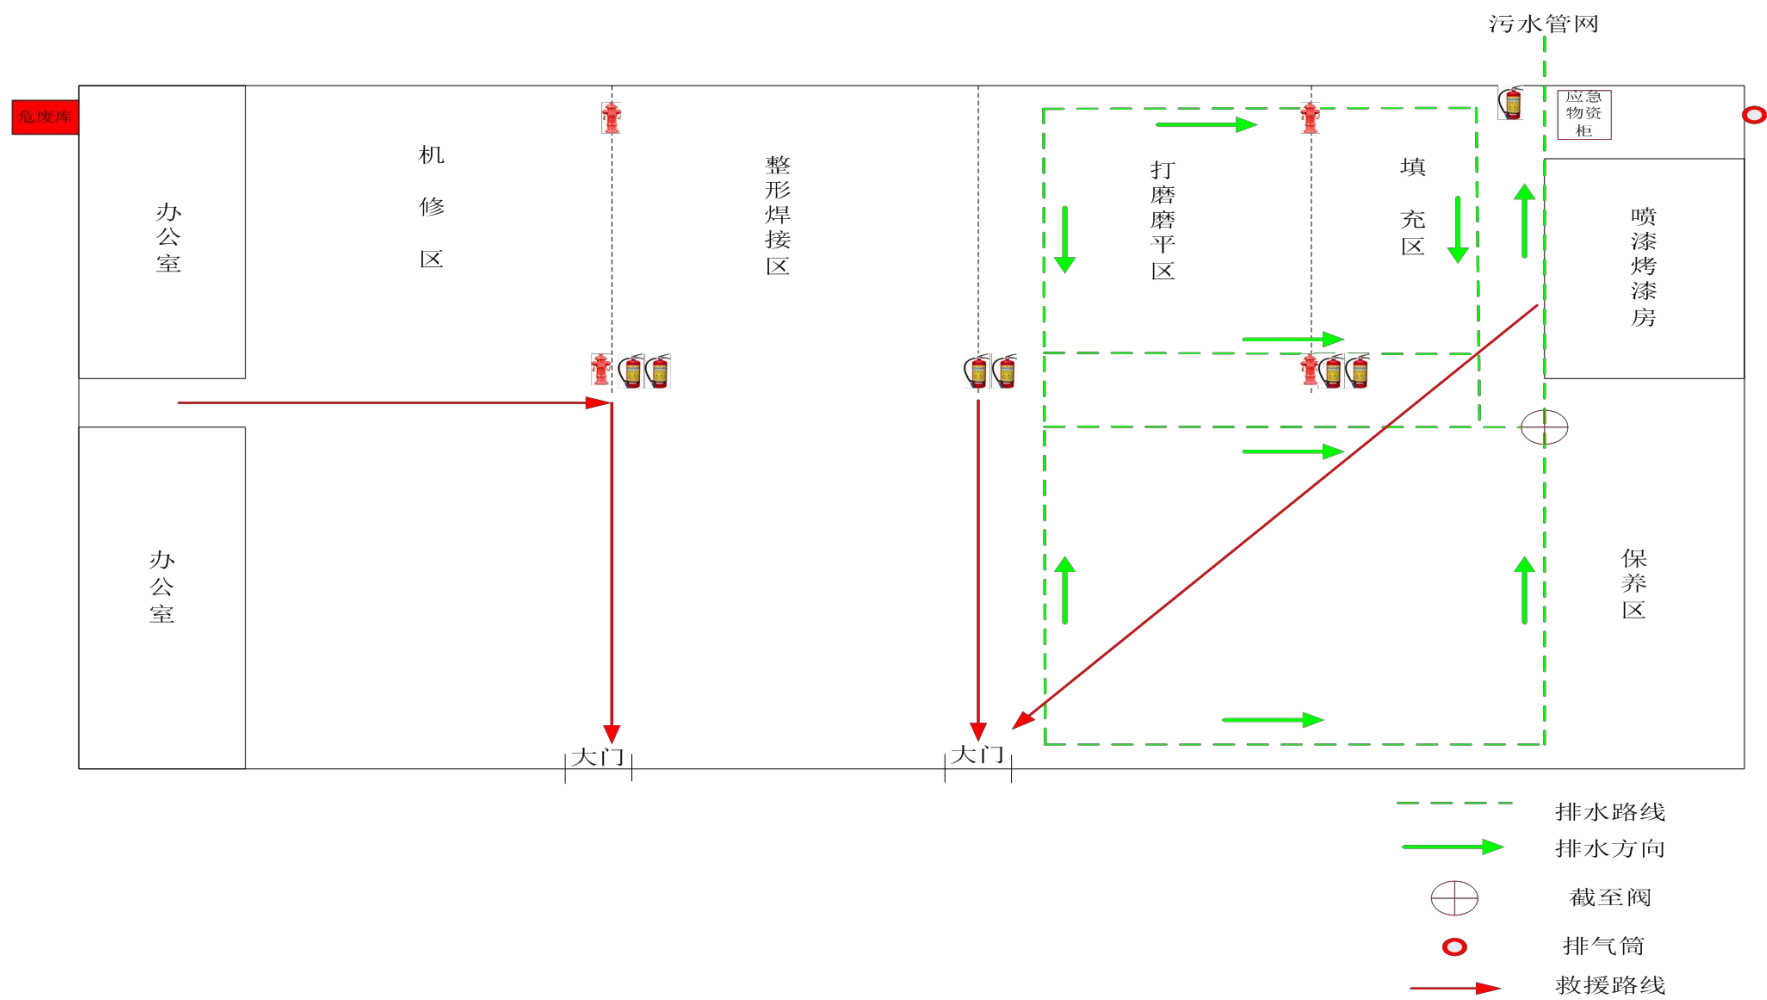 污水管网
危废库
应急
物资
柜
办公室
机修区
整形焊接区
打磨磨平区
填充区
喷漆烤漆房
办公室
保养区
大门
大门
排水路线
排水方向
截至阀
排气筒
救援路线